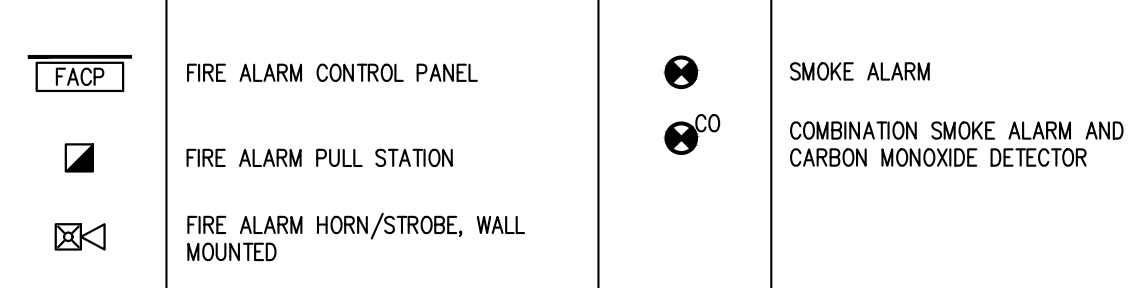 FACP
FIRE ALARM CONTROL PANEL
FIRE ALARM PULL STATION
FIRE ALARM HORN/STROBE, WALL
MOUNTED
SMOKE ALARM
CO
COMBINATION SMOKE ALARM AND
CARBON MONOXIDE DETECTOR